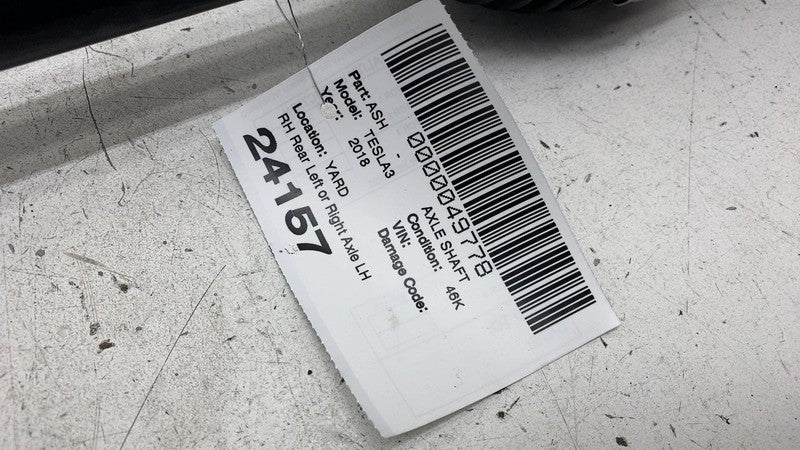 0000049778
Part: ASH - AXLE SHAFT
Model: TESLA3 Condition: 46K
Year: 2018 VIN:
Damage Code:
Location: YARD
RH Rear Left or Right Axle LH
24157